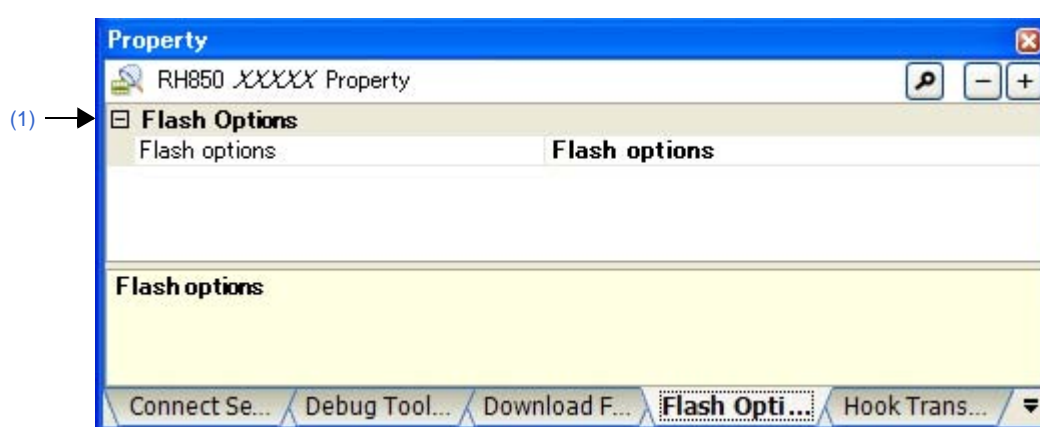 Property
RH850 XXXXX Property
(1)
Flash Options
Flash options Flash options
Flash options
Connect Se... Debug Tool... Download F... Flash Opti... Hook Trans...